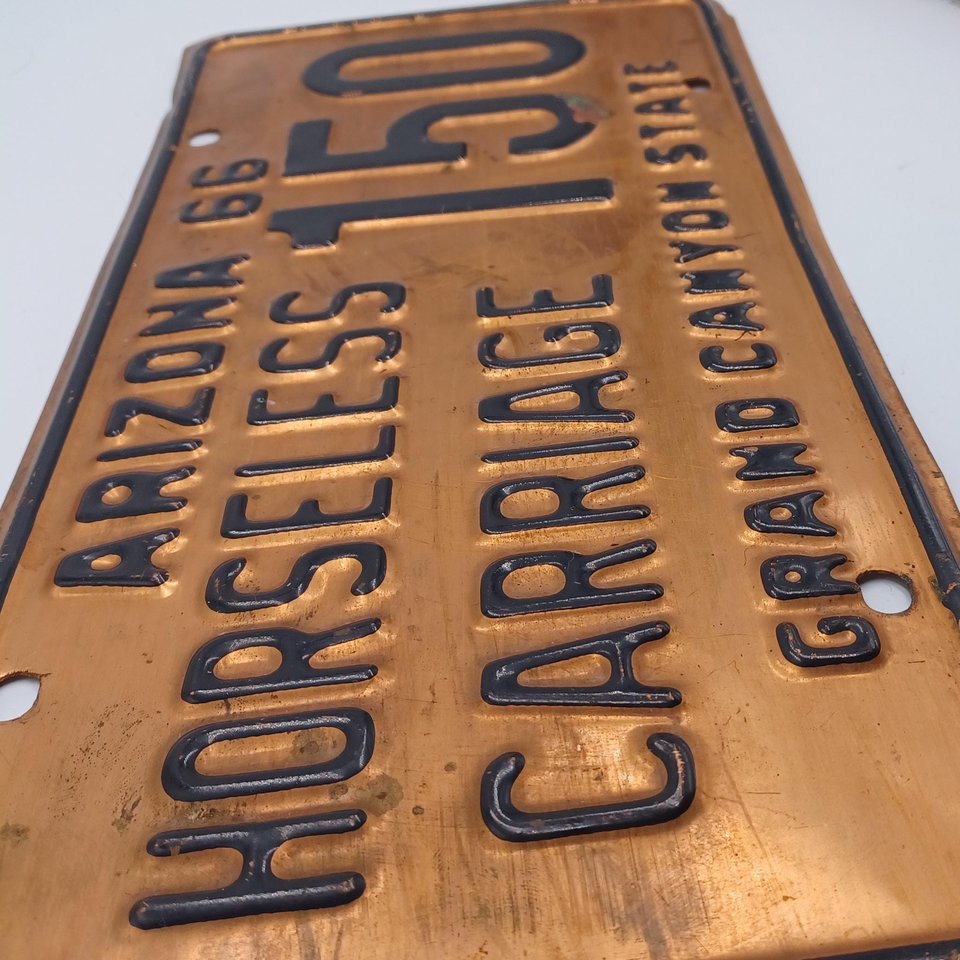 ARIZONA 66
HORSELESS
CARRIAGE
150
GRAND CANYON STATE